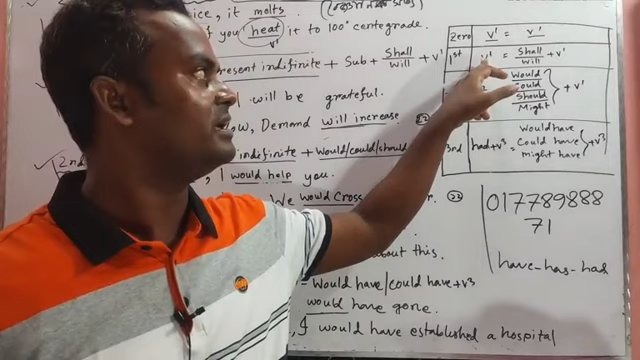 ice, it melts.
f you heat it to 100° centegrade.
V¹
resent indefinite + Sub + Shall / will + V¹
I will be grateful.
ow, Demand will increase
2nd
indefinite + Would/could/should
, I would help you.
We would Cross
about this.
= Would have / could have + V³
would have gone.
, I would have established a hospital
Zero V¹ = V¹
1st V¹ = Shall / will + V¹
Would
Could
Should
Might
} + V¹
3nd had + V³ = Would have
Could have
might have
} + V³
017789888
71
have-has-had